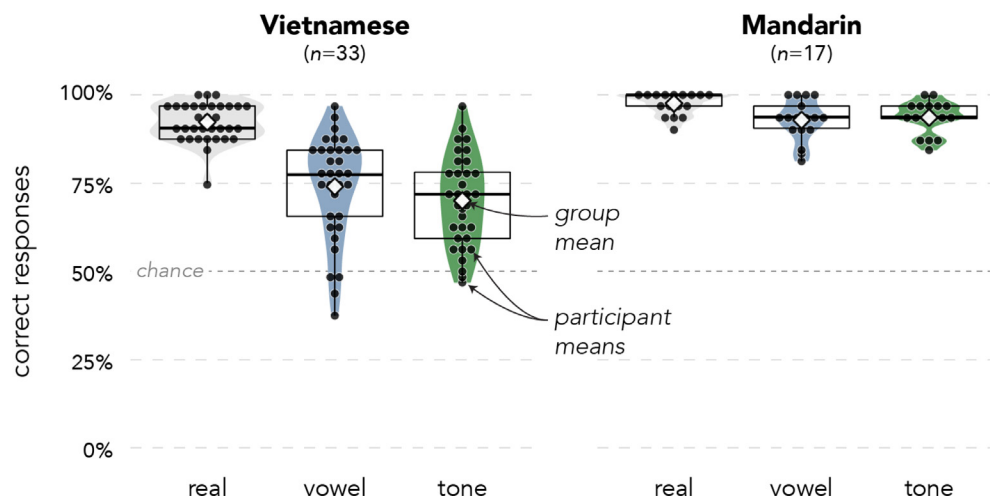 Vietnamese
(n=33)
Mandarin
(n=17)
correct responses
100%
75%
50%
25%
0%
chance
group
mean
participant
means
real
vowel
tone
real
vowel
tone